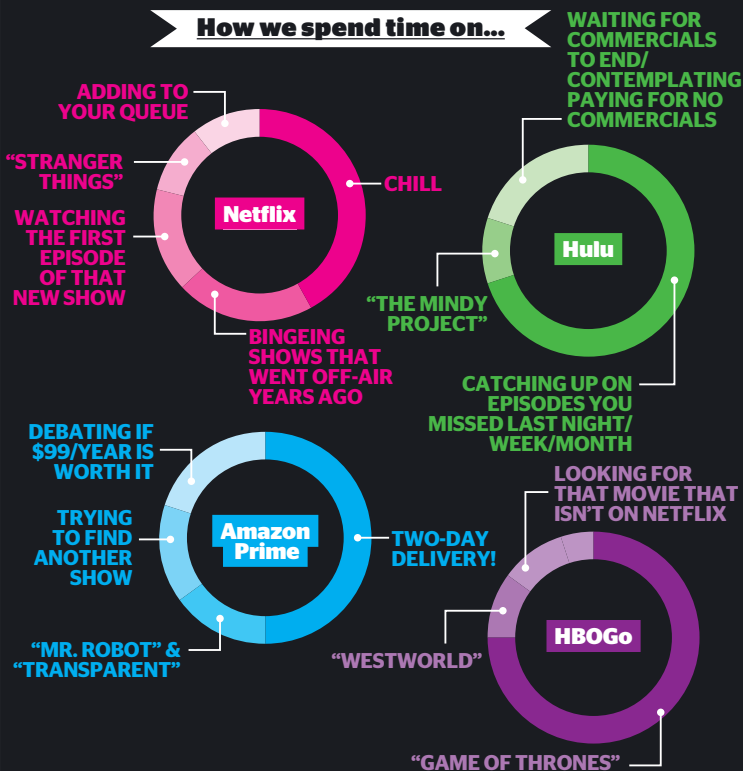 How we spend time on...
ADDING TO
YOUR QUEUE
"STRANGER
THINGS"
WATCHING
THE FIRST
EPISODE
OF THAT
NEW SHOW
Netflix
CHILL
BINGEING
SHOWS THAT
WENT OFF-AIR
YEARS AGO
WAITING FOR
COMMERCIALS
TO END/
CONTEMPLATING
PAYING FOR NO
COMMERCIALS
Hulu
"THE MINDY
PROJECT"
CATCHING UP ON
EPISODES YOU
MISSED LAST NIGHT/
WEEK/MONTH
DEBATING IF
$99/YEAR IS
WORTH IT
TRYING
TO FIND
ANOTHER
SHOW
Amazon
Prime
TWO-DAY
DELIVERY!
"MR. ROBOT" &
"TRANSPARENT"
LOOKING FOR
THAT MOVIE THAT
ISN'T ON NETFLIX
HBOGo
"WESTWORLD"
"GAME OF THRONES"